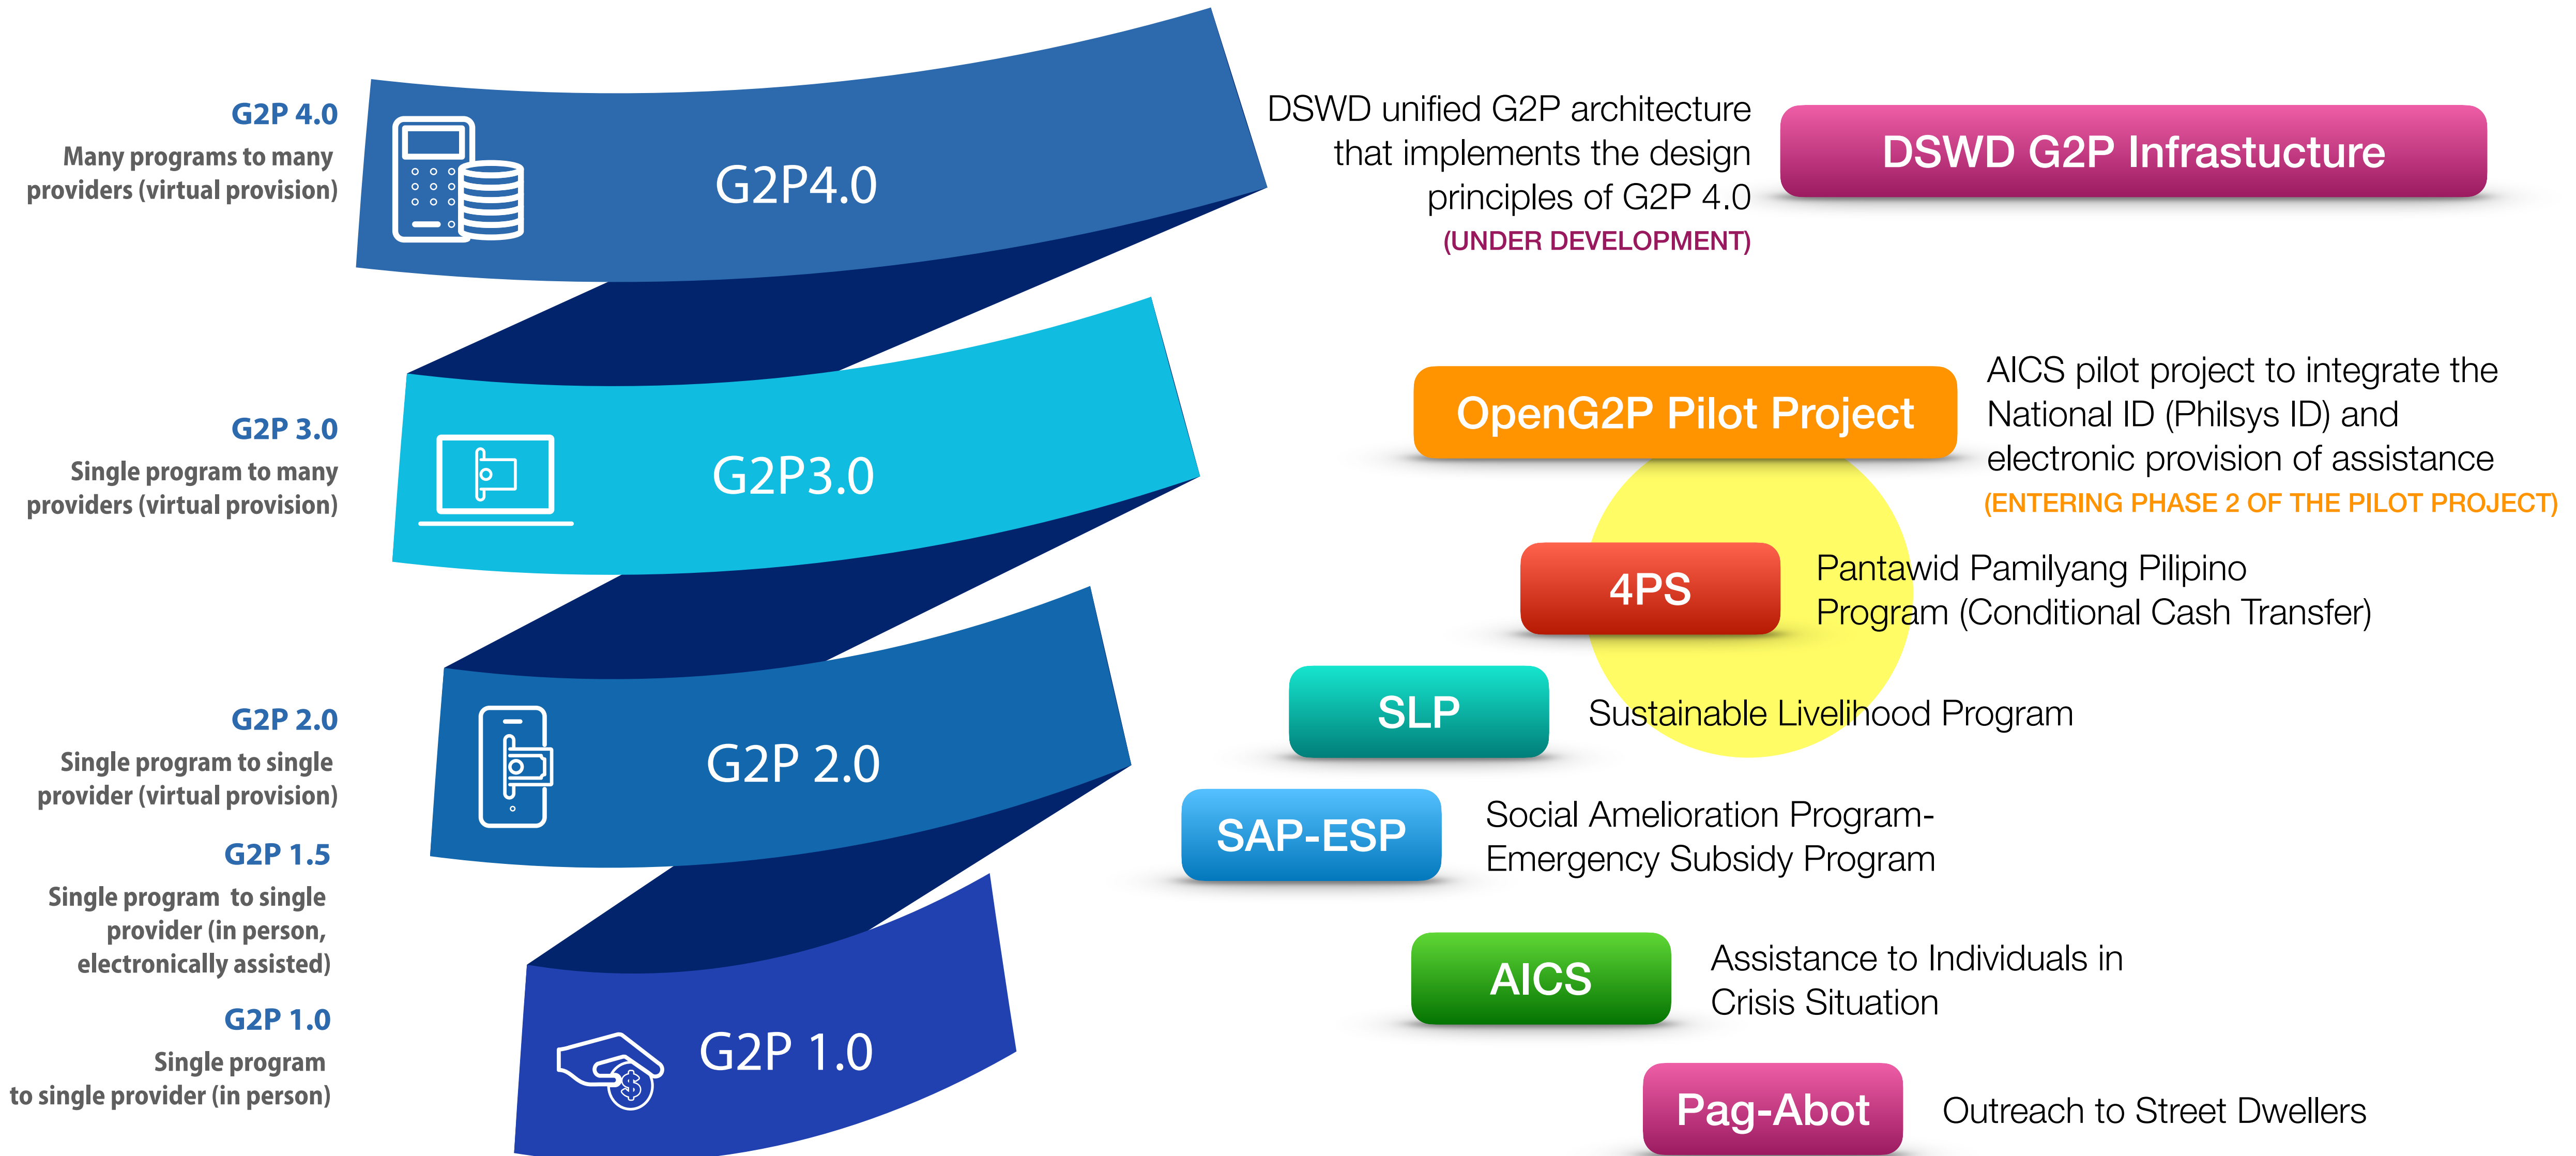 G2P 4.0
Many programs to many
providers (virtual provision)
G2P4.0
DSWD unified G2P architecture
that implements the design
principles of G2P 4.0
(UNDER DEVELOPMENT)
DSWD G2P Infrastucture
G2P 3.0
Single program to many
providers (virtual provision)
G2P3.0
OpenG2P Pilot Project
AICS pilot project to integrate the
National ID (Philsys ID) and
electronic provision of assistance
(ENTERING PHASE 2 OF THE PILOT PROJECT)
4PS
Pantawid Pamilyang Pilipino
Program (Conditional Cash Transfer)
SLP
Sustainable Livelihood Program
G2P 2.0
Single program to single
provider (virtual provision)
G2P 2.0
SAP-ESP
Social Amelioration Program-
Emergency Subsidy Program
G2P 1.5
Single program to single
provider (in person,
electronically assisted)
AICS
Assistance to Individuals in
Crisis Situation
G2P 1.0
Single program
to single provider (in person)
$
G2P 1.0
Pag-Abot
Outreach to Street Dwellers